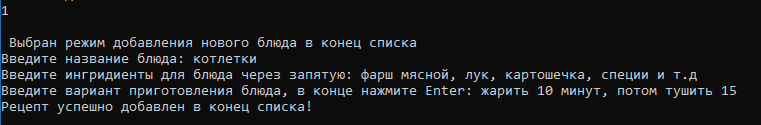 1
Выбран режим добавления нового блюда в конец списка
Введите название блюда: котлетки
Введите ингридиенты для блюда через запятую: фарш мясной, лук, картошечка, специи и т.д
Введите вариант приготовления блюда, в конце нажмите Enter: жарить 10 минут, потом тушить 15
Рецепт успешно добавлен в конец списка!